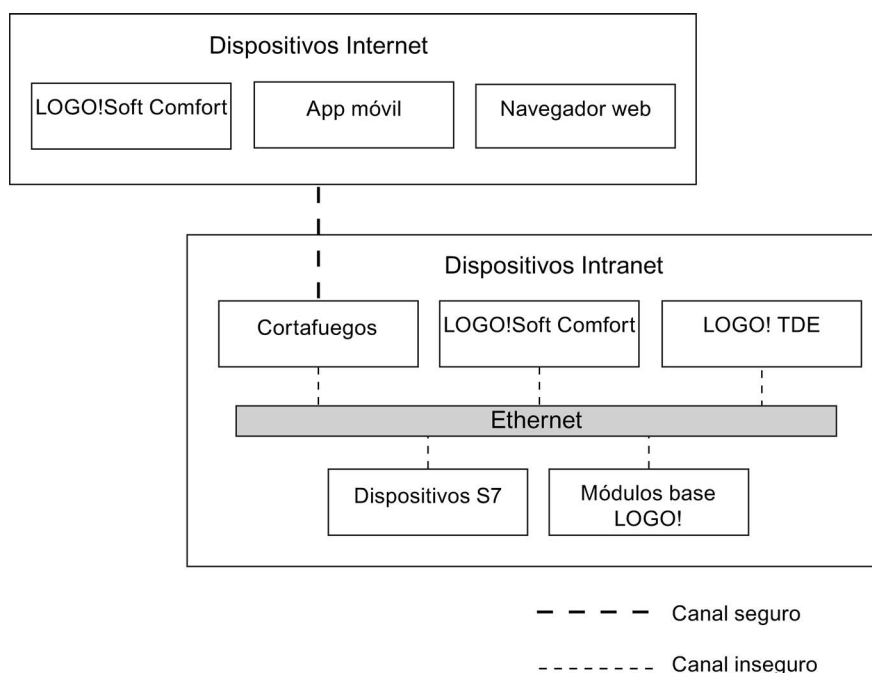 Dispositivos Internet
LOGO!Soft Comfort
App móvil
Navegador web
Dispositivos Intranet
Cortafuegos
LOGO!Soft Comfort
LOGO! TDE
Ethernet
Dispositivos S7
Módulos base
LOGO!
Canal seguro
Canal inseguro